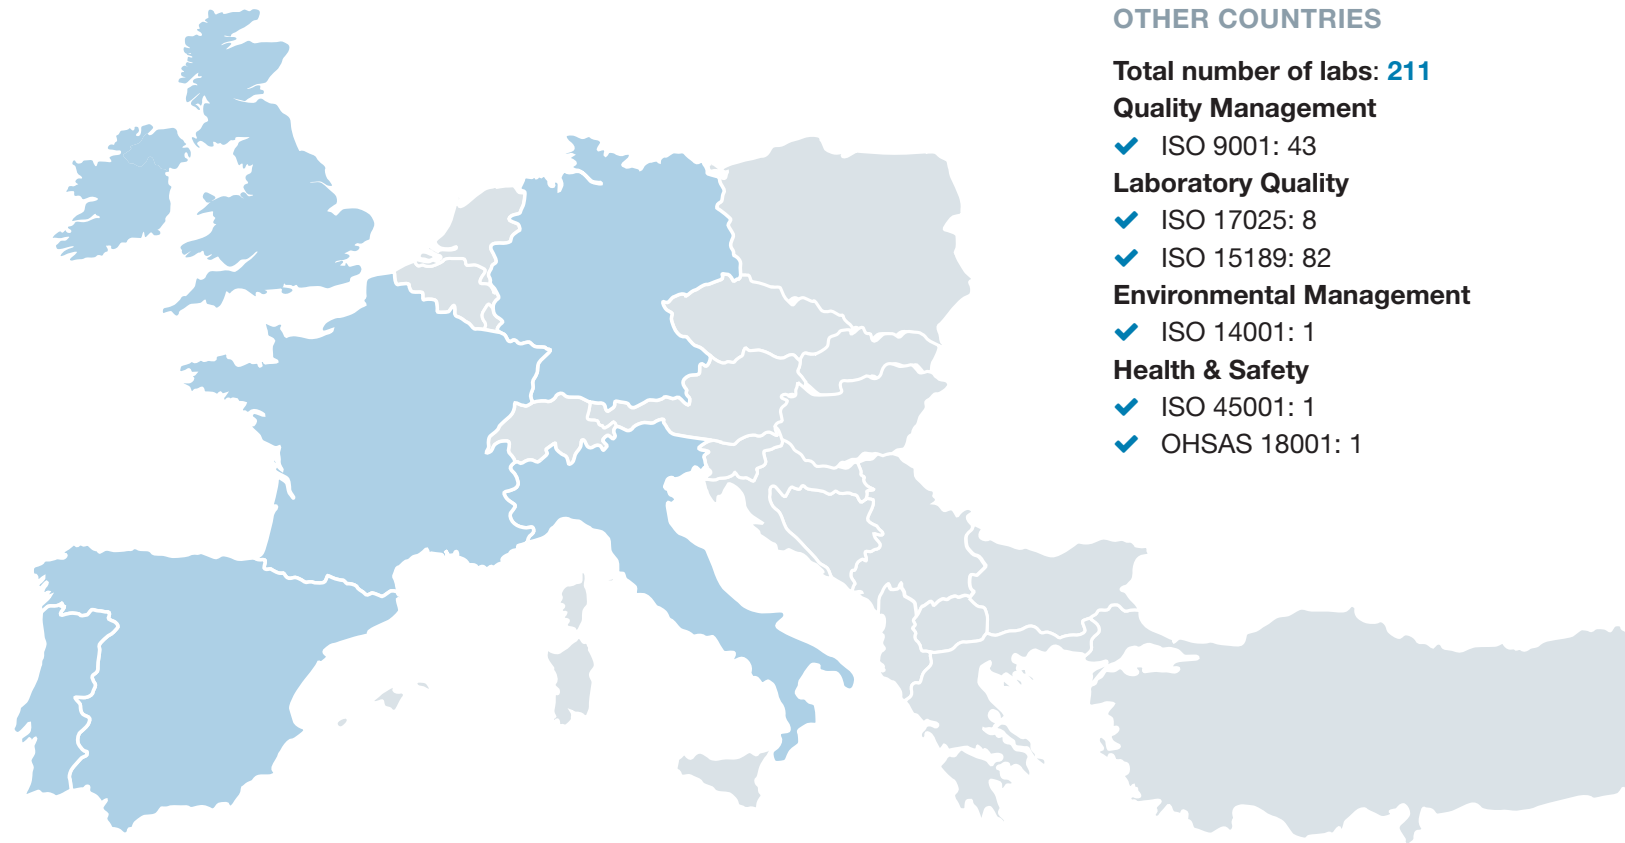 OTHER COUNTRIES
Total number of labs: 211
Quality Management
ISO 9001: 43
Laboratory Quality
ISO 17025: 8
ISO 15189: 82
Environmental Management
ISO 14001: 1
Health & Safety
ISO 45001: 1
OHSAS 18001: 1